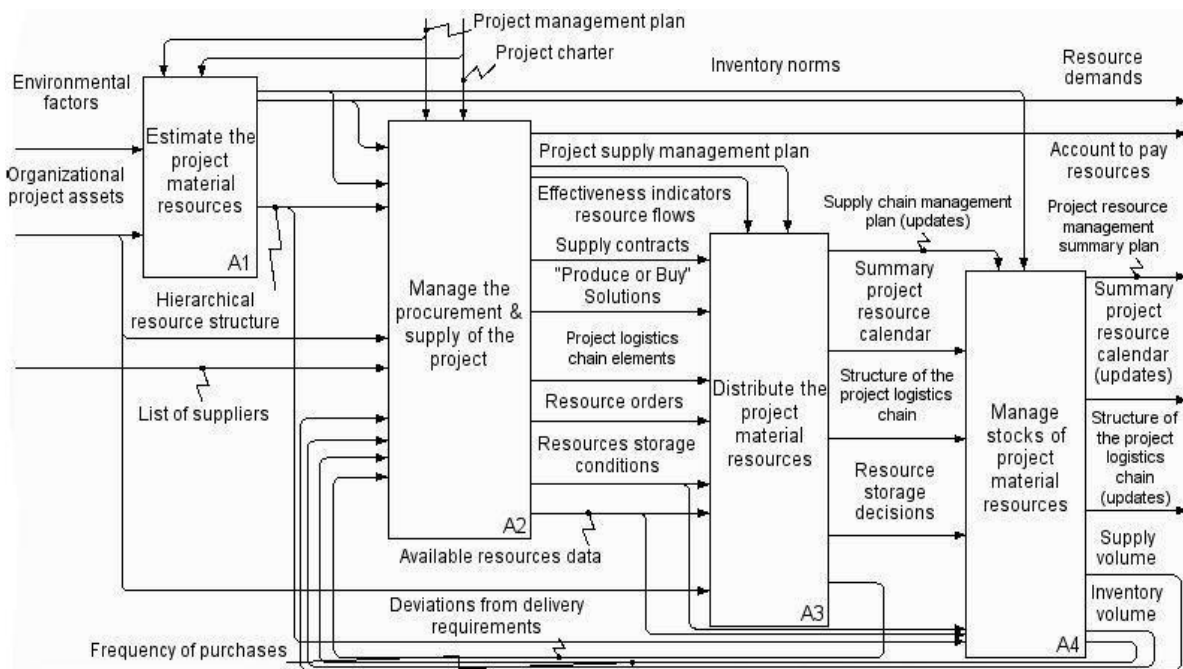 Project management plan
Project charter
Environmental
factors
Inventory norms
Resource
demands
Estimate the
project
material
resources
A1
Organizational
project assets
Project supply management plan
Account to pay
resources
Effectiveness indicators
resource flows
Supply chain management
plan (updates)
Project resource
management
summary plan
Supply contracts
Hierarchical
resource structure
Manage the
procurement &
supply of the
project
A2
"Produce or Buy"
Solutions
Summary
project
resource
calendar
Summary
project
resource
calendar
(updates)
Project logistics
chain elements
List of suppliers
Distribute the
project
material
resources
A3
Structure of the
project logistics
chain
Resource orders
Manage
stocks of
project
material
resources
A4
Structure of
the project
logistics
chain
(updates)
Resources storage
conditions
Resource
storage
decisions
Available resources data
Supply
volume
Deviations from delivery
requirements
Inventory
volume
Frequency of purchases